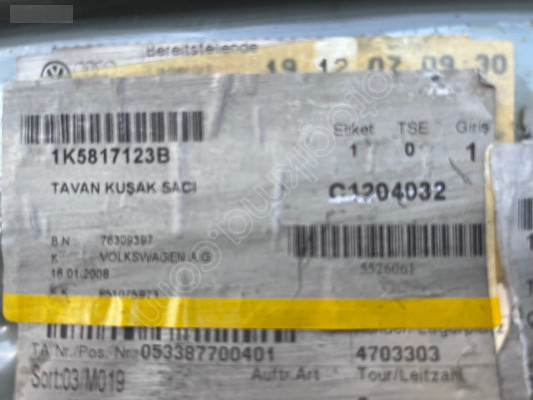 Bereitstellende
19 12 07 09 30
Etiket TSE Giriş
1 0 1
1K5817123B
TAVAN KUŞAK SACI
C1204032
B.N 76309397
K VOLKSWAGEN A.G
16.01.2008
5526061
K.K
TA Nr./Pos. Nr.: 053387700401
4703303
Sort:03/M019
Auftr.Art
Tour/Leitzahl